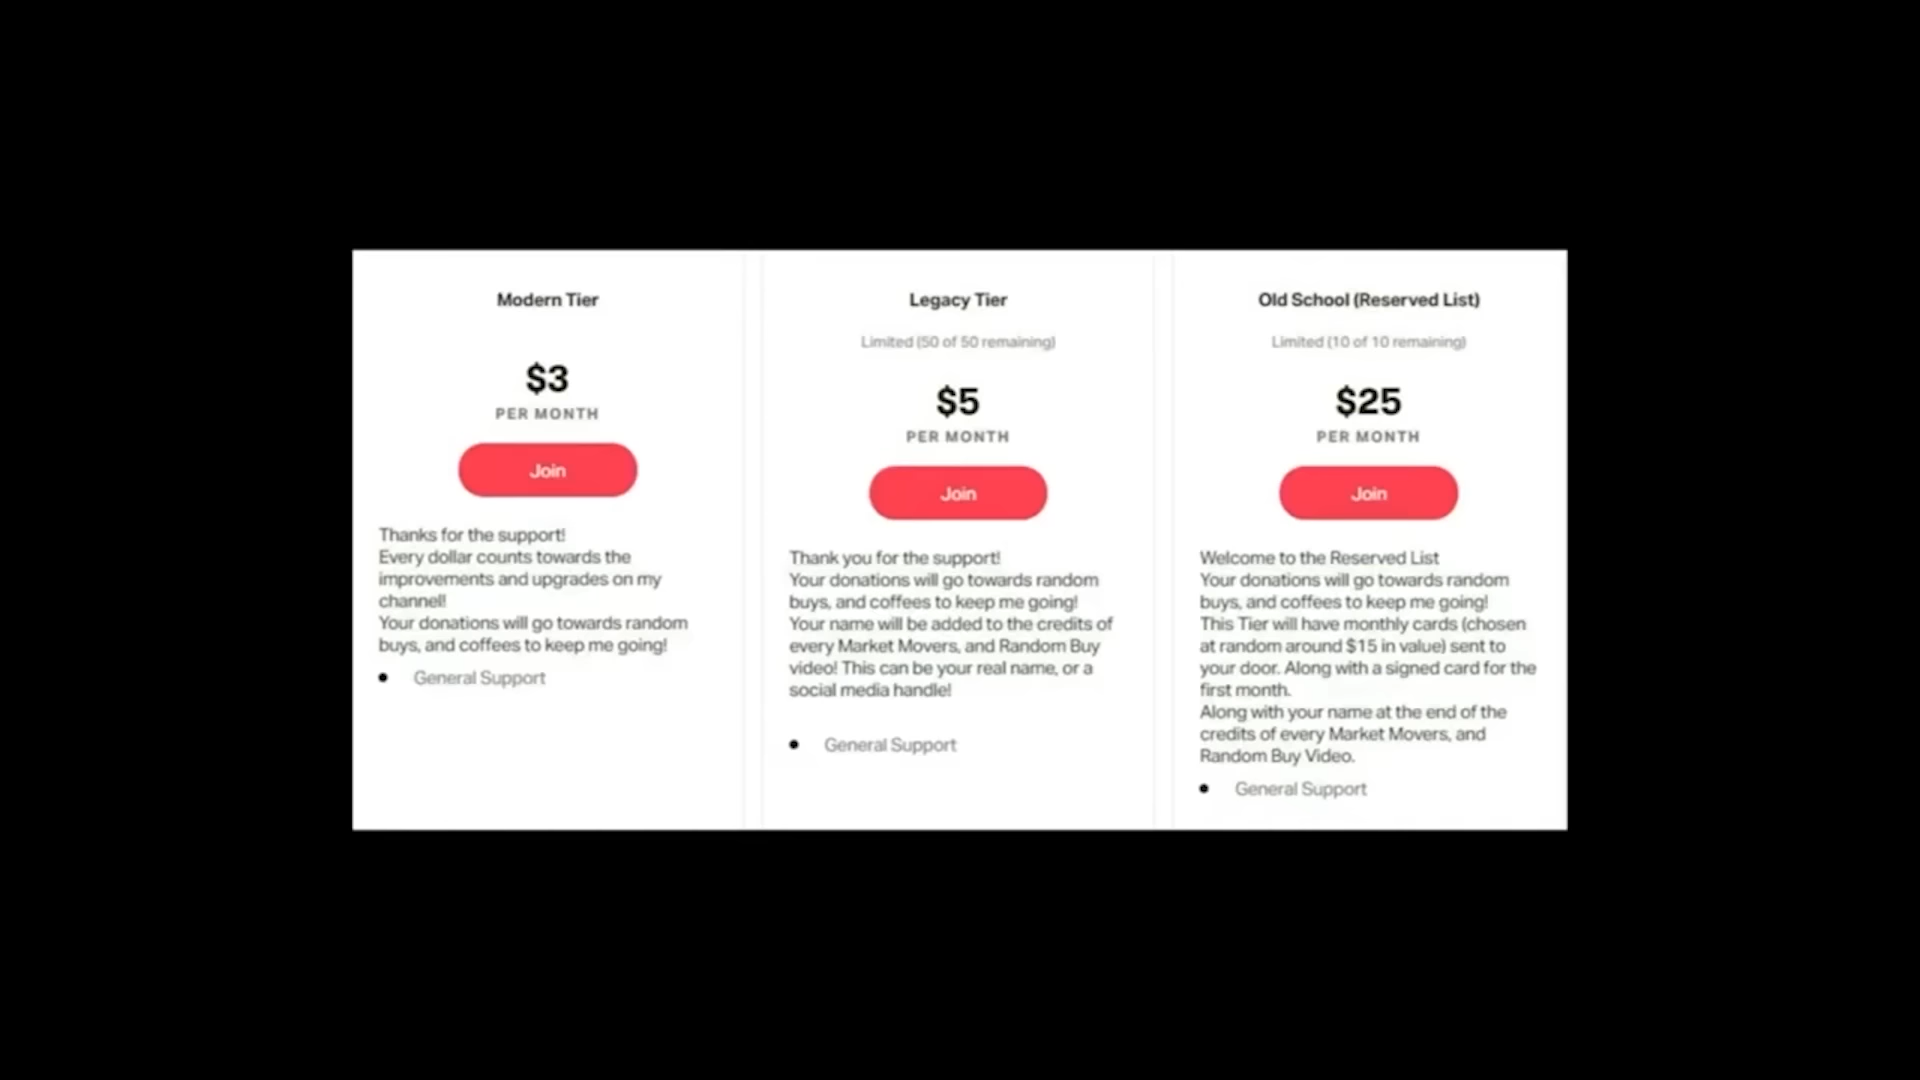 Modern Tier
$3
PER MONTH
Join
Thanks for the support!
Every dollar counts towards the
improvements and upgrades on my
channel!
Your donations will go towards random
buys, and coffees to keep me going!
General Support
Legacy Tier
Limited (50 of 50 remaining)
$5
PER MONTH
Join
Thank you for the support!
Your donations will go towards random
buys, and coffees to keep me going!
Your name will be added to the credits of
every Market Movers, and Random Buy
video! This can be your real name, or a
social media handle!
General Support
Old School (Reserved List)
Limited (10 of 10 remaining)
$25
PER MONTH
Join
Welcome to the Reserved List
Your donations will go towards random
buys, and coffees to keep me going!
This Tier will have monthly cards (chosen
at random around $15 in value) sent to
your door. Along with a signed card for the
first month.
Along with your name at the end of the
credits of every Market Movers, and
Random Buy Video.
General Support